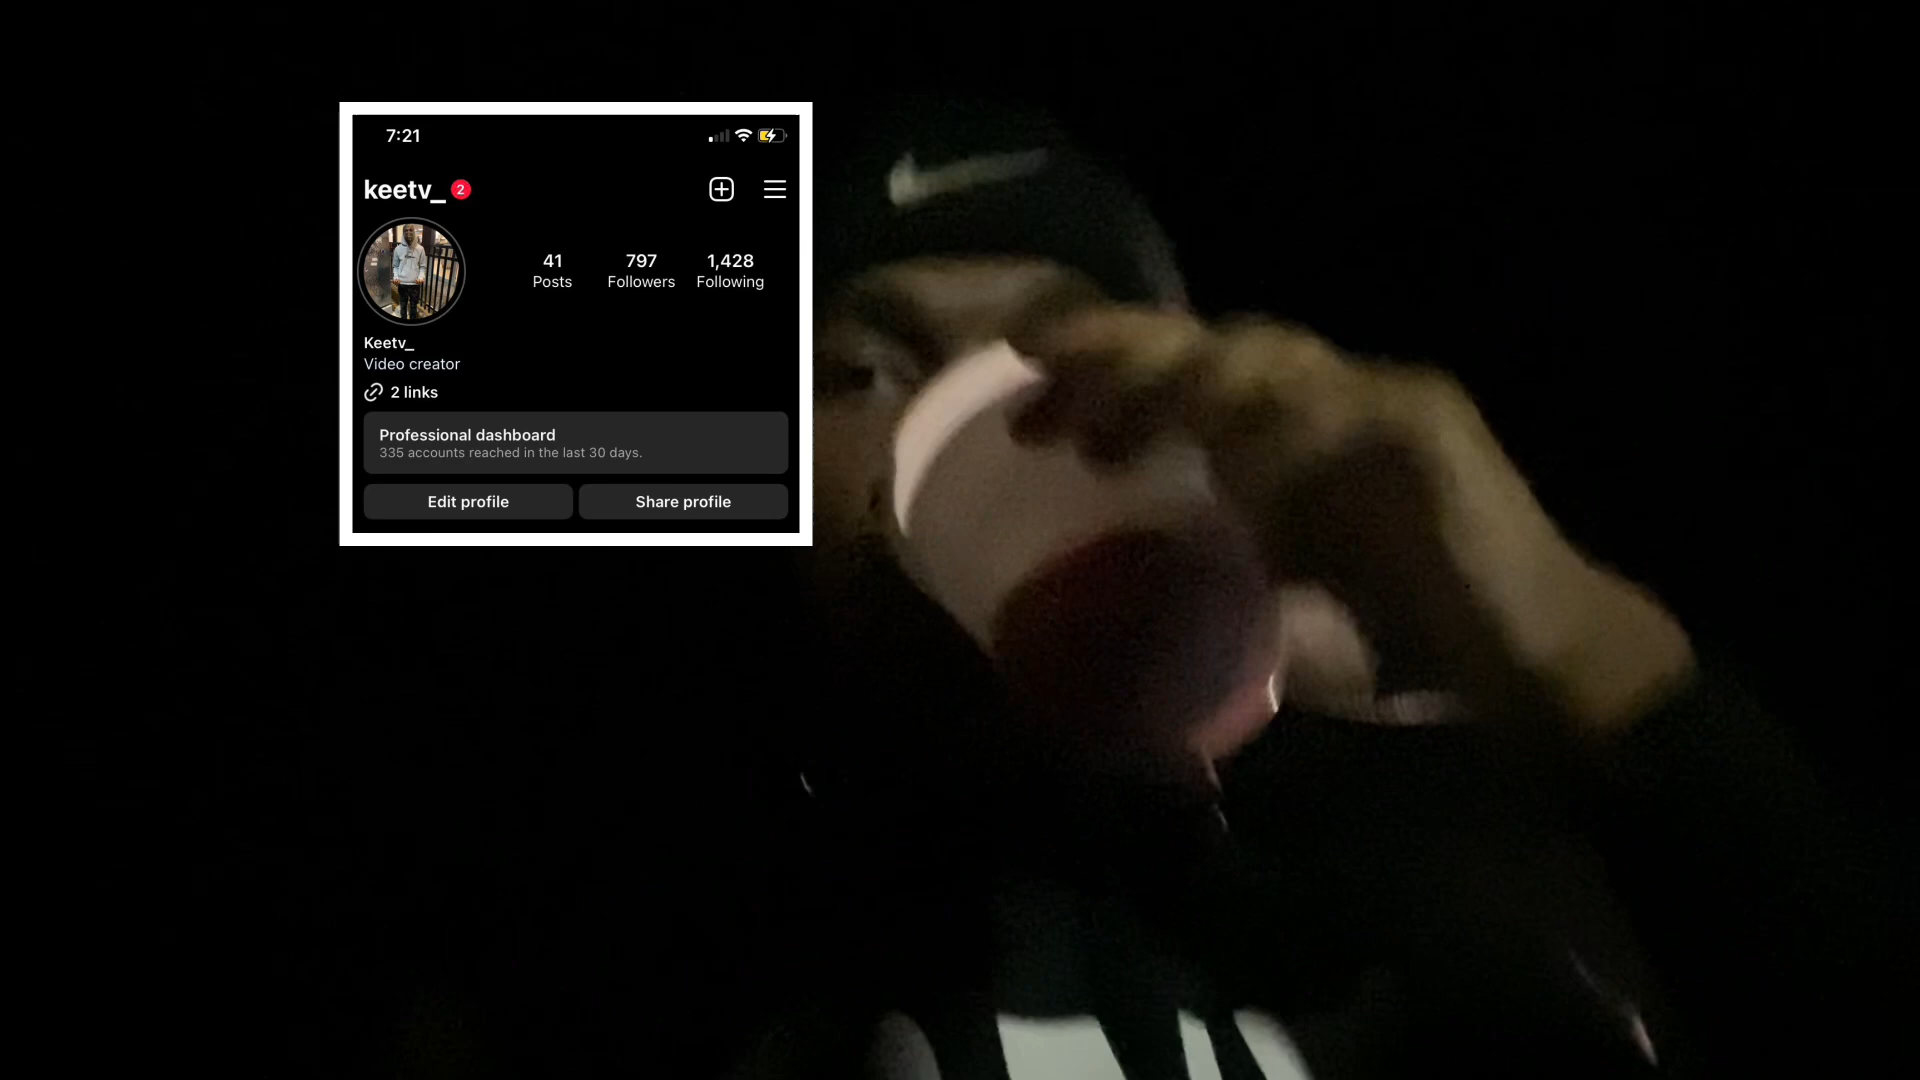 7:21
keetv_ 2
41 797 1,428
Posts Followers Following
Keetv_
Video creator
2 links
Professional dashboard
335 accounts reached in the last 30 days.
Edit profile Share profile